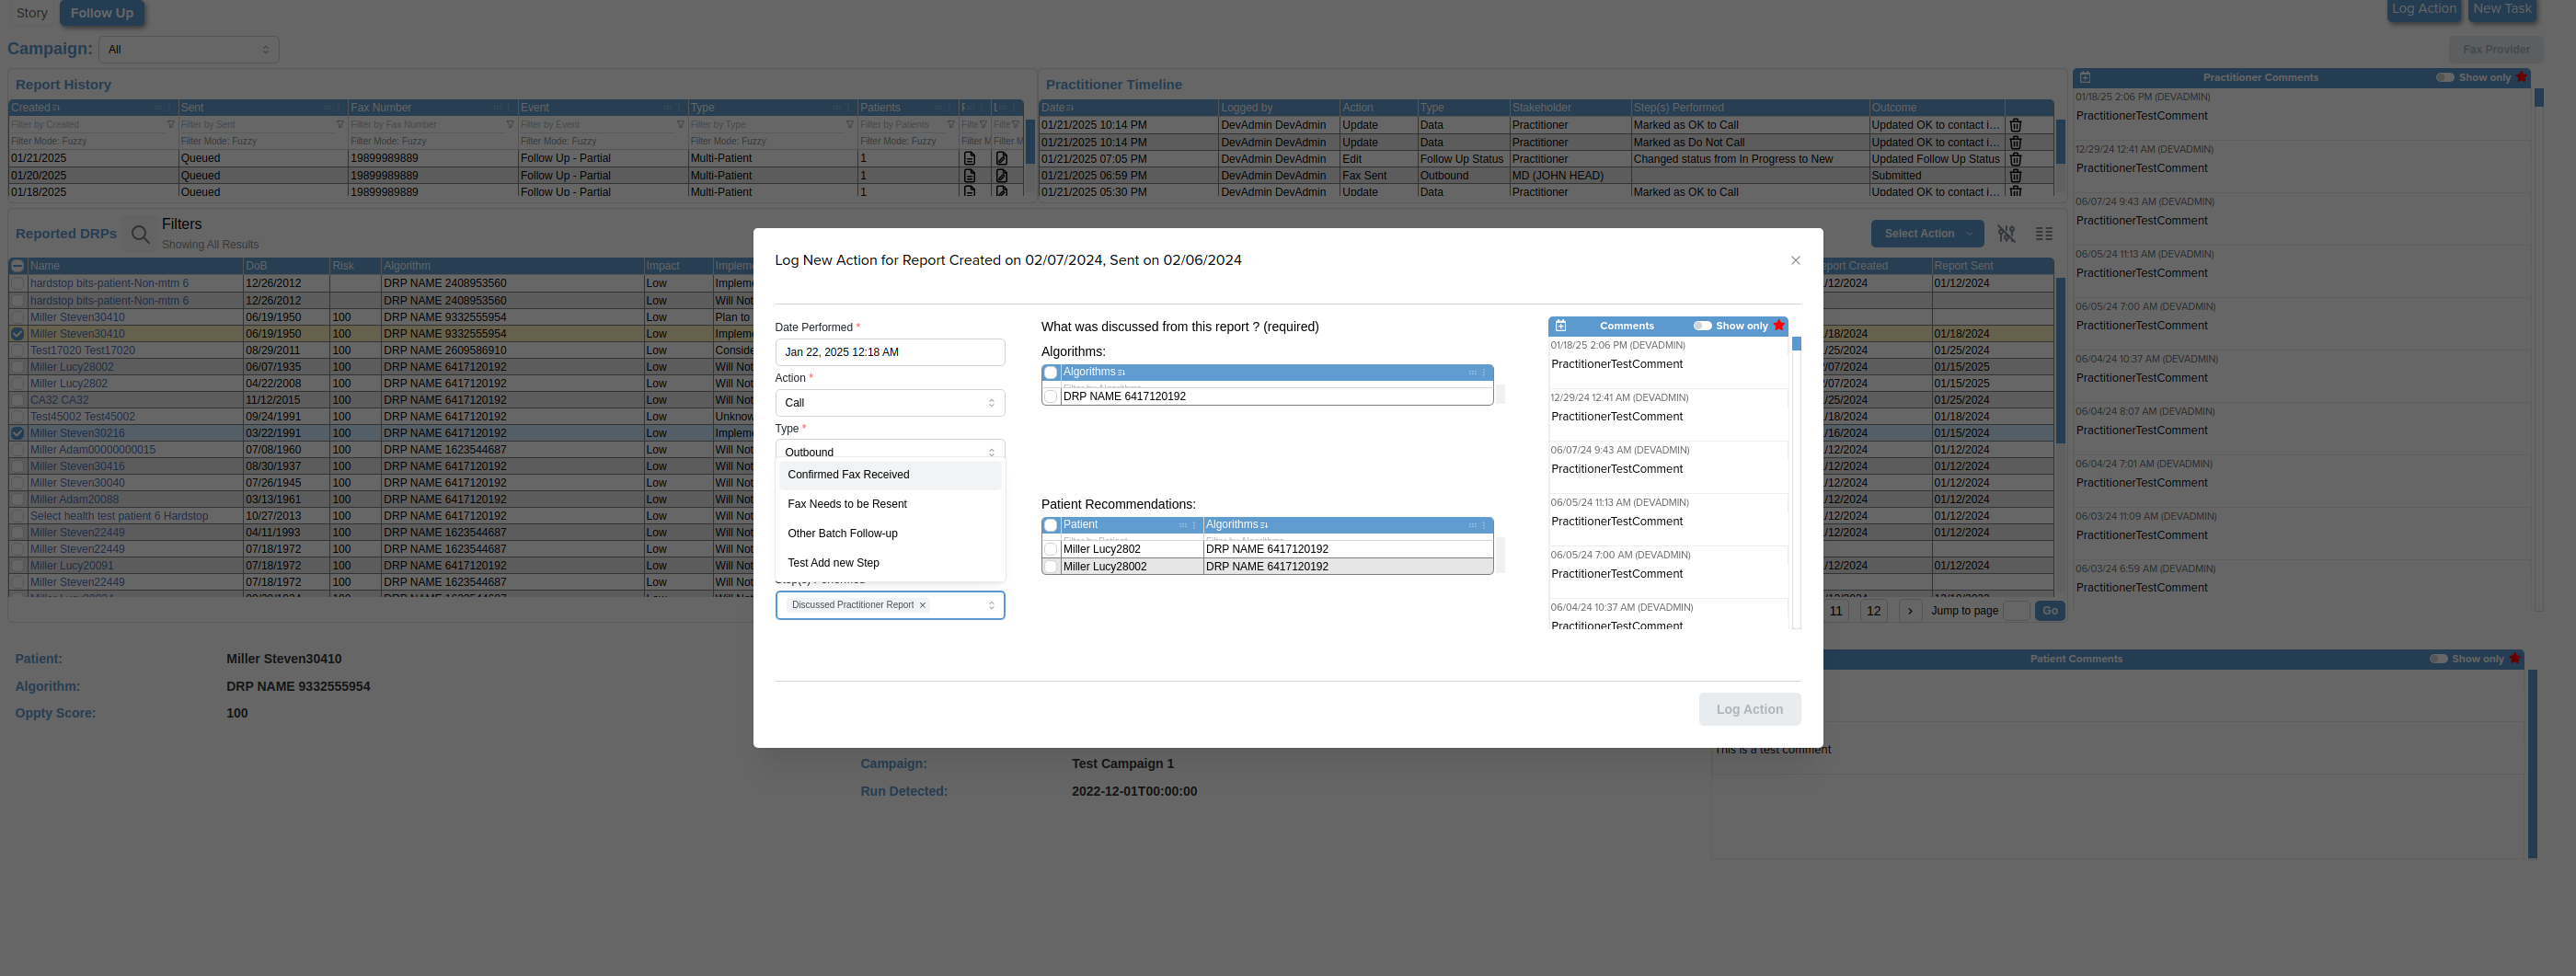 Story
Follow Up
Log Action
New Task
Campaign:
All
Fax Provider
Report History
Created Sent Fax Number Event Type Patients
Filter by Created Filter by Sent Filter by Fax Number Filter by Event Filter by Type Filter by Patients Filte Filte
Filter Mode: Fuzzy Filter Mode: Fuzzy Filter Mode: Fuzzy Filter Mode: Fuzzy Filter Mode: Fuzzy Filter Mode: Fuzzy Filter M Filter M
01/21/2025 Queued 19899989889 Follow Up - Partial Multi-Patient 1
01/20/2025 Queued 19899989889 Follow Up - Partial Multi-Patient 1
01/18/2025 Queued 19899989889 Follow Up - Partial Multi-Patient 1
Practitioner Timeline
Date Logged by Action Type Stakeholder Step(s) Performed Outcome
01/21/2025 10:14 PM DevAdmin DevAdmin Update Data Practitioner Marked as OK to Call Updated OK to contact i...
01/21/2025 10:14 PM DevAdmin DevAdmin Update Data Practitioner Marked as Do Not Call Updated OK to contact i...
01/21/2025 07:05 PM DevAdmin DevAdmin Edit Follow Up Status Practitioner Changed status from In Progress to New Updated Follow Up Status
01/21/2025 06:59 PM DevAdmin DevAdmin Fax Sent Outbound MD (JOHN HEAD) Submitted
01/21/2025 05:30 PM DevAdmin DevAdmin Update Data Practitioner Marked as OK to Call Updated OK to contact i...
Practitioner Comments Show only
01/18/25 2:06 PM (DEVADMIN)
PractitionerTestComment
12/29/24 12:41 AM (DEVADMIN)
PractitionerTestComment
06/07/24 9:43 AM (DEVADMIN)
PractitionerTestComment
06/05/24 11:13 AM (DEVADMIN)
PractitionerTestComment
06/05/24 7:00 AM (DEVADMIN)
PractitionerTestComment
06/04/24 10:37 AM (DEVADMIN)
PractitionerTestComment
06/04/24 8:07 AM (DEVADMIN)
PractitionerTestComment
06/04/24 7:01 AM (DEVADMIN)
PractitionerTestComment
06/03/24 11:09 AM (DEVADMIN)
PractitionerTestComment
06/03/24 6:59 AM (DEVADMIN)
PractitionerTestComment
Reported DRPs
Filters
Showing All Results
Select Action
Name DoB Risk Algorithm Impact Implem port Created Report Sent
hardstop bits-patient-Non-mtm 6 12/26/2012 DRP NAME 2408953560 Low Implem /12/2024 01/12/2024
hardstop bits-patient-Non-mtm 6 12/26/2012 DRP NAME 2408953560 Low Will Not
Miller Steven30410 06/19/1950 100 DRP NAME 9332555954 Low Plan to
Miller Steven30410 06/19/1950 100 DRP NAME 9332555954 Low Impleme /18/2024 01/18/2024
Test17020 Test17020 08/29/2011 100 DRP NAME 2609586910 Low Conside /25/2024 01/25/2024
Miller Lucy28002 06/07/1935 100 DRP NAME 6417120192 Low Will Not /07/2024 01/15/2025
Miller Lucy2802 04/22/2008 100 DRP NAME 6417120192 Low Will Not /07/2024 01/15/2025
CA32 CA32 11/12/2015 100 DRP NAME 6417120192 Low Will Not /25/2024 01/25/2024
Test45002 Test45002 09/24/1991 100 DRP NAME 6417120192 Low Unknow /18/2024 01/18/2024
Miller Steven30216 03/22/1991 100 DRP NAME 6417120192 Low Impleme /16/2024 01/15/2024
Miller Adam00000000015 07/08/1960 100 DRP NAME 1623544687 Low Will Not /12/2024 01/12/2024
Miller Steven30416 08/30/1937 100 DRP NAME 6417120192 Low Will Not /12/2024 01/12/2024
Miller Steven30040 07/26/1945 100 DRP NAME 6417120192 Low Will Not /12/2024 01/12/2024
Miller Adam20088 03/13/1961 100 DRP NAME 6417120192 Low Will Not /12/2024 01/12/2024
Select health test patient 6 Hardstop 10/27/2013 100 DRP NAME 6417120192 Low Will Not /12/2024 01/12/2024
Miller Steven22449 04/11/1993 100 DRP NAME 1623544687 Low Will Not /12/2024 01/12/2024
Miller Steven22449 07/18/1972 100 DRP NAME 1623544687 Low Will Not
Miller Lucy20091 07/18/1972 100 DRP NAME 6417120192 Low Will Not /12/2024 01/12/2024
Miller Steven22449 07/18/1972 100 DRP NAME 1623544687 Low Will Not
11 12 Jump to page Go
Log New Action for Report Created on 02/07/2024, Sent on 02/06/2024
Date Performed *
Jan 22, 2025 12:18 AM
Action *
Call
Type *
Outbound
Confirmed Fax Received
Fax Needs to be Resent
Other Batch Follow-up
Test Add new Step
Discussed Practitioner Report
What was discussed from this report ? (required)
Algorithms:
Algorithms
DRP NAME 6417120192
Patient Recommendations:
Patient Algorithms
Miller Lucy2802 DRP NAME 6417120192
Miller Lucy28002 DRP NAME 6417120192
Comments Show only
01/18/25 2:06 PM (DEVADMIN)
PractitionerTestComment
12/29/24 12:41 AM (DEVADMIN)
PractitionerTestComment
06/07/24 9:43 AM (DEVADMIN)
PractitionerTestComment
06/05/24 11:13 AM (DEVADMIN)
PractitionerTestComment
06/05/24 7:00 AM (DEVADMIN)
PractitionerTestComment
06/04/24 10:37 AM (DEVADMIN)
PractitionerTestComment
Log Action
Patient: Miller Steven30410
Algorithm: DRP NAME 9332555954
Oppty Score: 100
Campaign: Test Campaign 1
Run Detected: 2022-12-01T00:00:00
Patient Comments Show only
This is a test comment